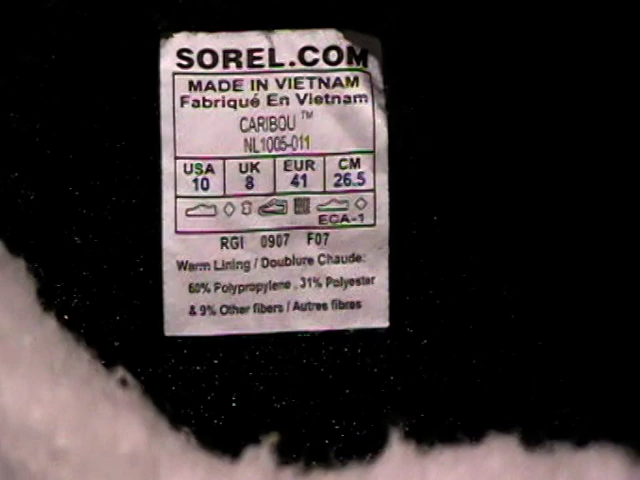 SOREL.COM
MADE IN VIETNAM
Fabriqué En Vietnam
CARIBOU ™
NL1005-011
USA UK EUR CM
10 8 41 26.5
ECA-1
RGI 0907 F07
Warm Lining / Doublure Chaude:
60% Polypropylene , 31% Polyester
& 9% Other fibers / Autres fibres